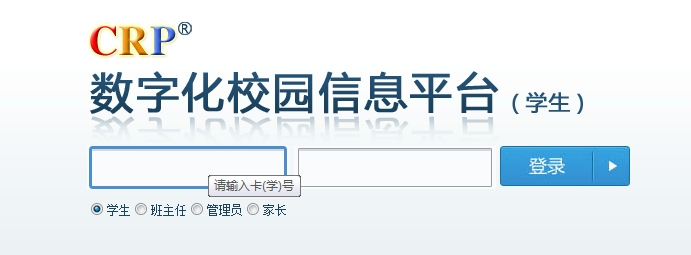 CRP®
数字化校园信息平台（学生）
登录
请输入卡(学)号
学生 班主任 管理员 家长